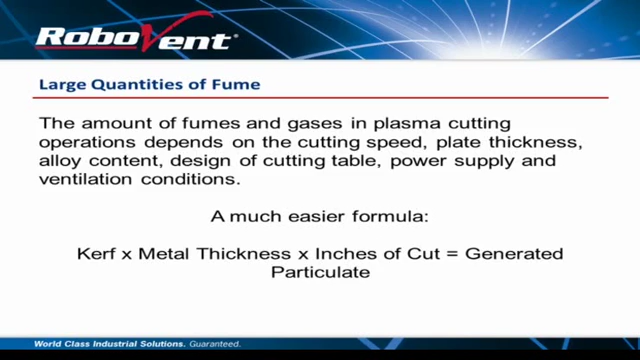 ROBOVENT®
Large Quantities of Fume
The amount of fumes and gases in plasma cutting
operations depends on the cutting speed, plate thickness,
alloy content, design of cutting table, power supply and
ventilation conditions.
A much easier formula:
Kerf x Metal Thickness x Inches of Cut = Generated
Particulate
World Class Industrial Solutions. Guaranteed.